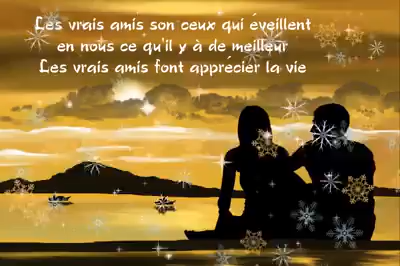 Les vrais amis son ceux qui éveillent
en nous ce qu'il y à de meilleur
Les vrais amis font apprécier la vie